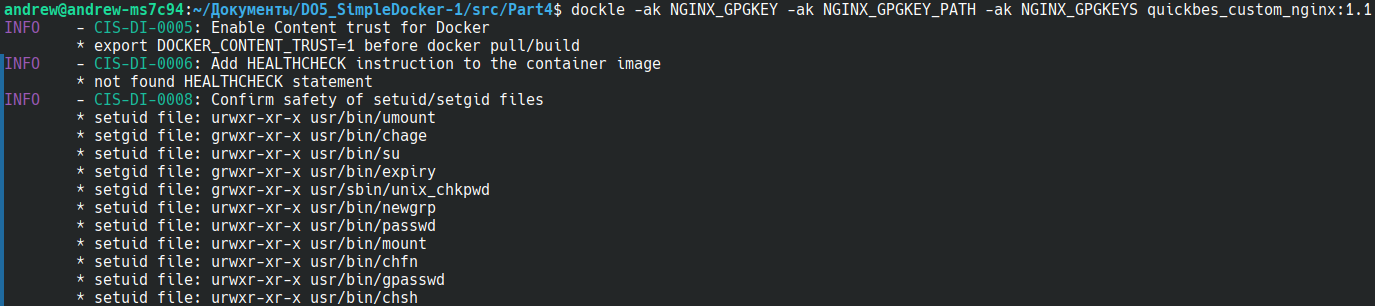 andrew@andrew-ms7c94:~/Документы/DO5_SimpleDocker-1/src/Part4$ dockle -ak NGINX_GPGKEY -ak NGINX_GPGKEY_PATH -ak NGINX_GPGKEYS quickbes_custom_nginx:1.1
INFO    - CIS-DI-0005: Enable Content trust for Docker
        * export DOCKER_CONTENT_TRUST=1 before docker pull/build
INFO    - CIS-DI-0006: Add HEALTHCHECK instruction to the container image
        * not found HEALTHCHECK statement
INFO    - CIS-DI-0008: Confirm safety of setuid/setgid files
        * setuid file: urwxr-xr-x usr/bin/umount
        * setgid file: grwxr-xr-x usr/bin/chage
        * setuid file: urwxr-xr-x usr/bin/su
        * setgid file: grwxr-xr-x usr/bin/expiry
        * setgid file: grwxr-xr-x usr/sbin/unix_chkpwd
        * setuid file: urwxr-xr-x usr/bin/newgrp
        * setuid file: urwxr-xr-x usr/bin/passwd
        * setuid file: urwxr-xr-x usr/bin/mount
        * setuid file: urwxr-xr-x usr/bin/chfn
        * setuid file: urwxr-xr-x usr/bin/gpasswd
        * setuid file: urwxr-xr-x usr/bin/chsh